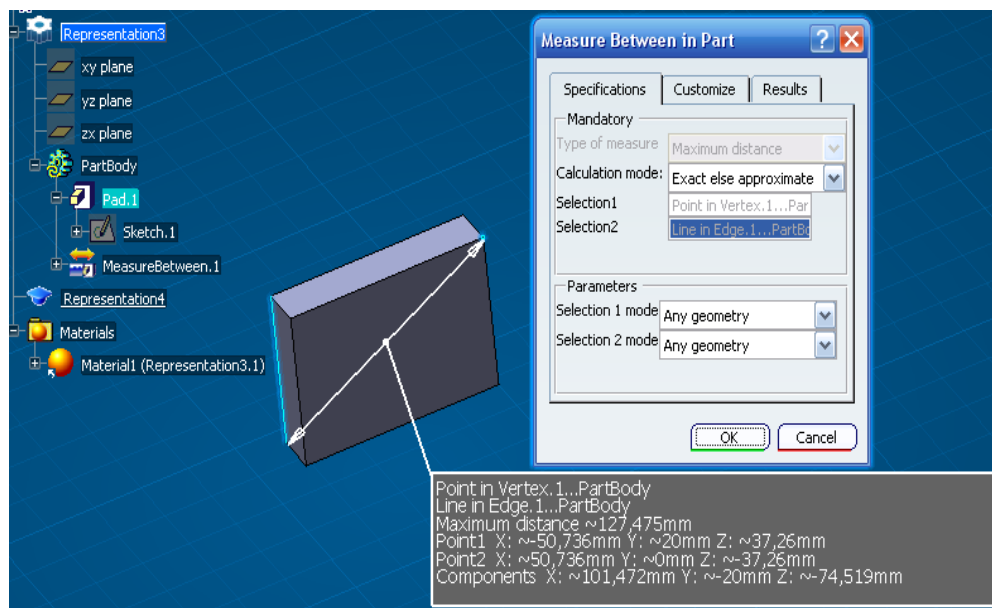 Representation3
xy plane
yz plane
zx plane
PartBody
Pad.1
Sketch.1
MeasureBetween.1
Representation4
Materials
Material1 (Representation3.1)
Measure Between in Part
Specifications Customize Results
Mandatory
Type of measure Maximum distance
Calculation mode: Exact else approximate
Selection1 Point in Vertex.1...Par
Selection2 Line in Edge.1...PartBo
Parameters
Selection 1 mode Any geometry
Selection 2 mode Any geometry
OK Cancel
Point in Vertex.1...PartBody
Line in Edge.1...PartBody
Maximum distance ~127,475mm
Point1 X: ~-50,736mm Y: ~20mm Z: ~37,26mm
Point2 X: ~50,736mm Y: ~0mm Z: ~-37,26mm
Components X: ~101,472mm Y: ~-20mm Z: ~-74,519mm